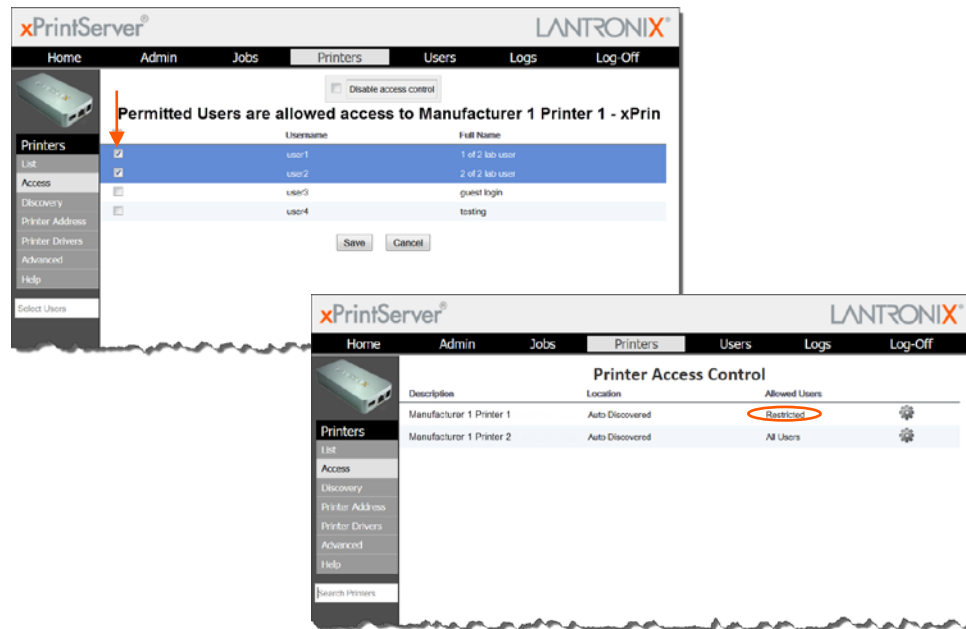 xPrintServer® LANTRONIX®
Home Admin Jobs Printers Users Logs Log-Off
Disable access control
Permitted Users are allowed access to Manufacturer 1 Printer 1 - xPrin
Username Full Name
Printers
user1 1 of 2 lab user
List
user2 2 of 2 lab user
Access
user3 guest login
Discovery
user4 testing
Printer Address
Printer Drivers
Save Cancel
Advanced
Help
Select Users
xPrintServer® LANTRONIX®
Home Admin Jobs Printers Users Logs Log-Off
Printer Access Control
Description Location Allowed Users
Manufacturer 1 Printer 1 Auto Discovered Restricted
Printers
Manufacturer 1 Printer 2 Auto Discovered All Users
List
Access
Discovery
Printer Address
Printer Drivers
Advanced
Help
Search Printers